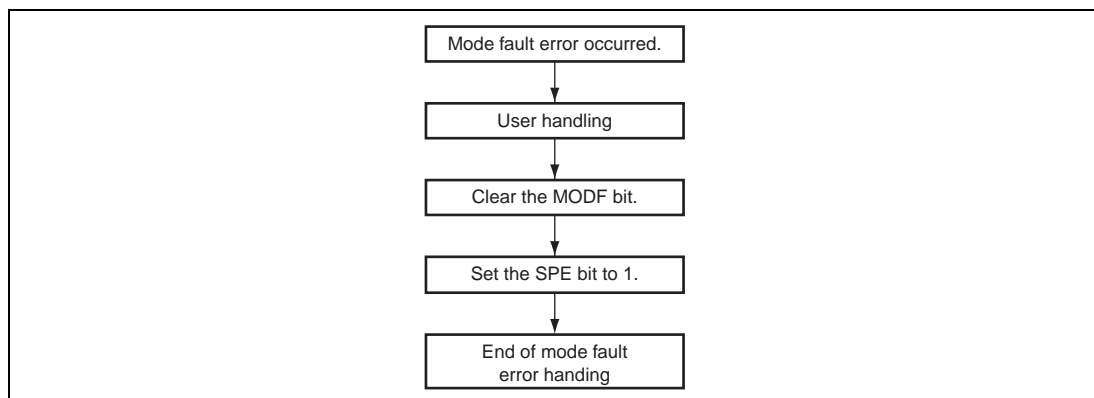 Mode fault error occurred.
User handling
Clear the MODF bit.
Set the SPE bit to 1.
End of mode fault
error handing